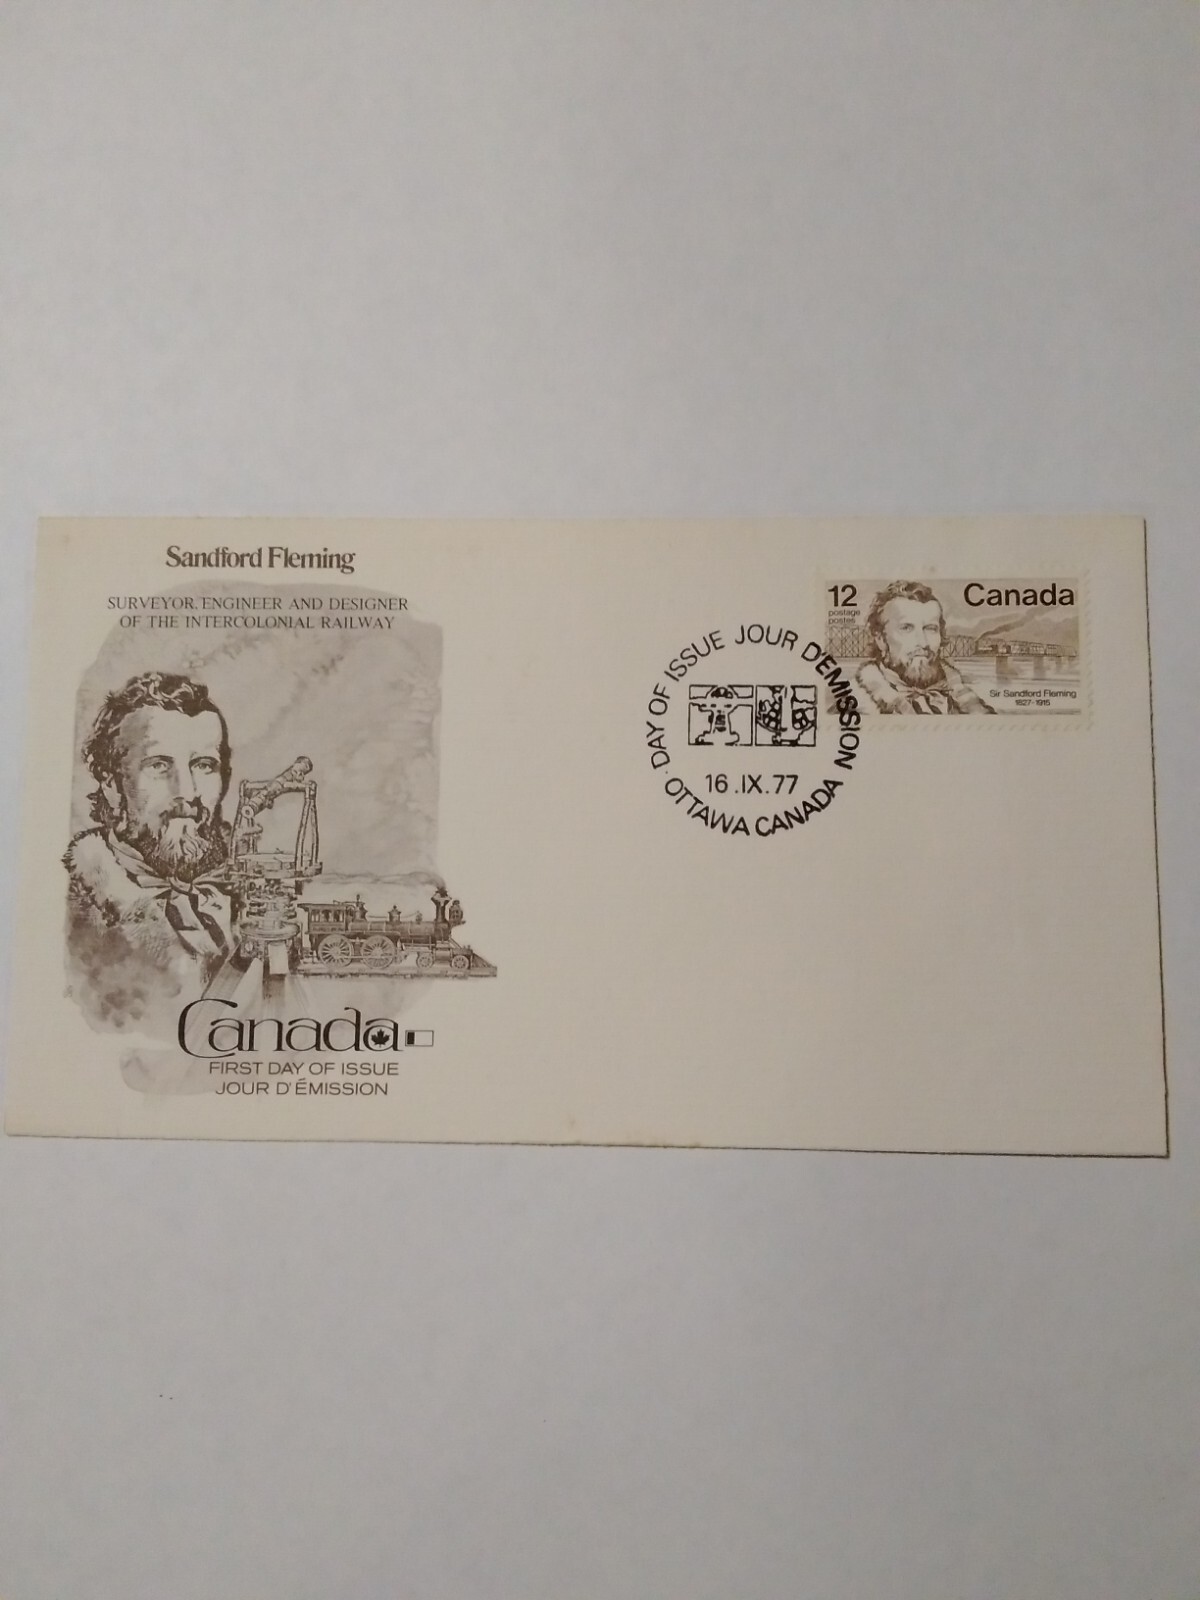 Sandford Fleming
SURVEYOR, ENGINEER AND DESIGNER
OF THE INTERCOLONIAL RAILWAY
Canada
FIRST DAY OF ISSUE
JOUR D'ÉMISSION
DAY OF ISSUE JOUR D'ÉMISSION
16.IX.77
OTTAWA CANADA
12
postage
postes
Canada
Sir Sandford Fleming
1827-1915